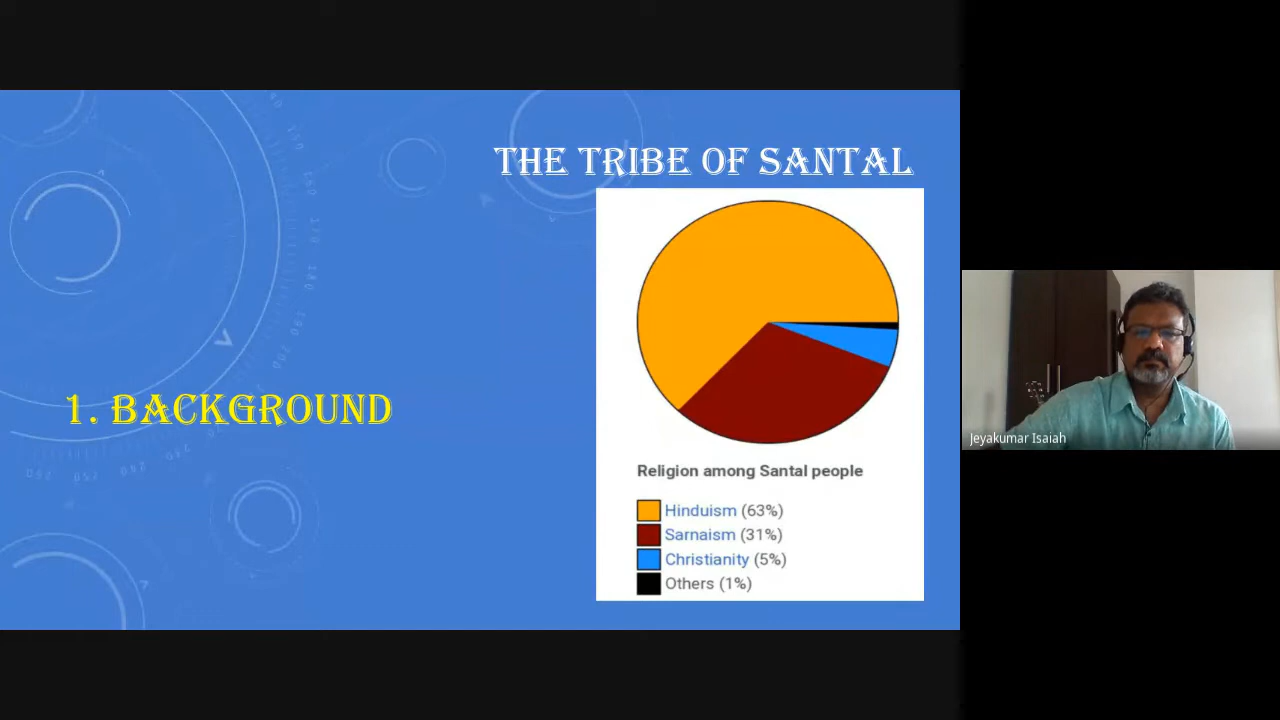 THE TRIBE OF SANTAL
1. BACKGROUND
Religion among Santal people
Hinduism (63%)
Sarnaism (31%)
Christianity (5%)
Others (1%)
Jeyakumar Isaiah